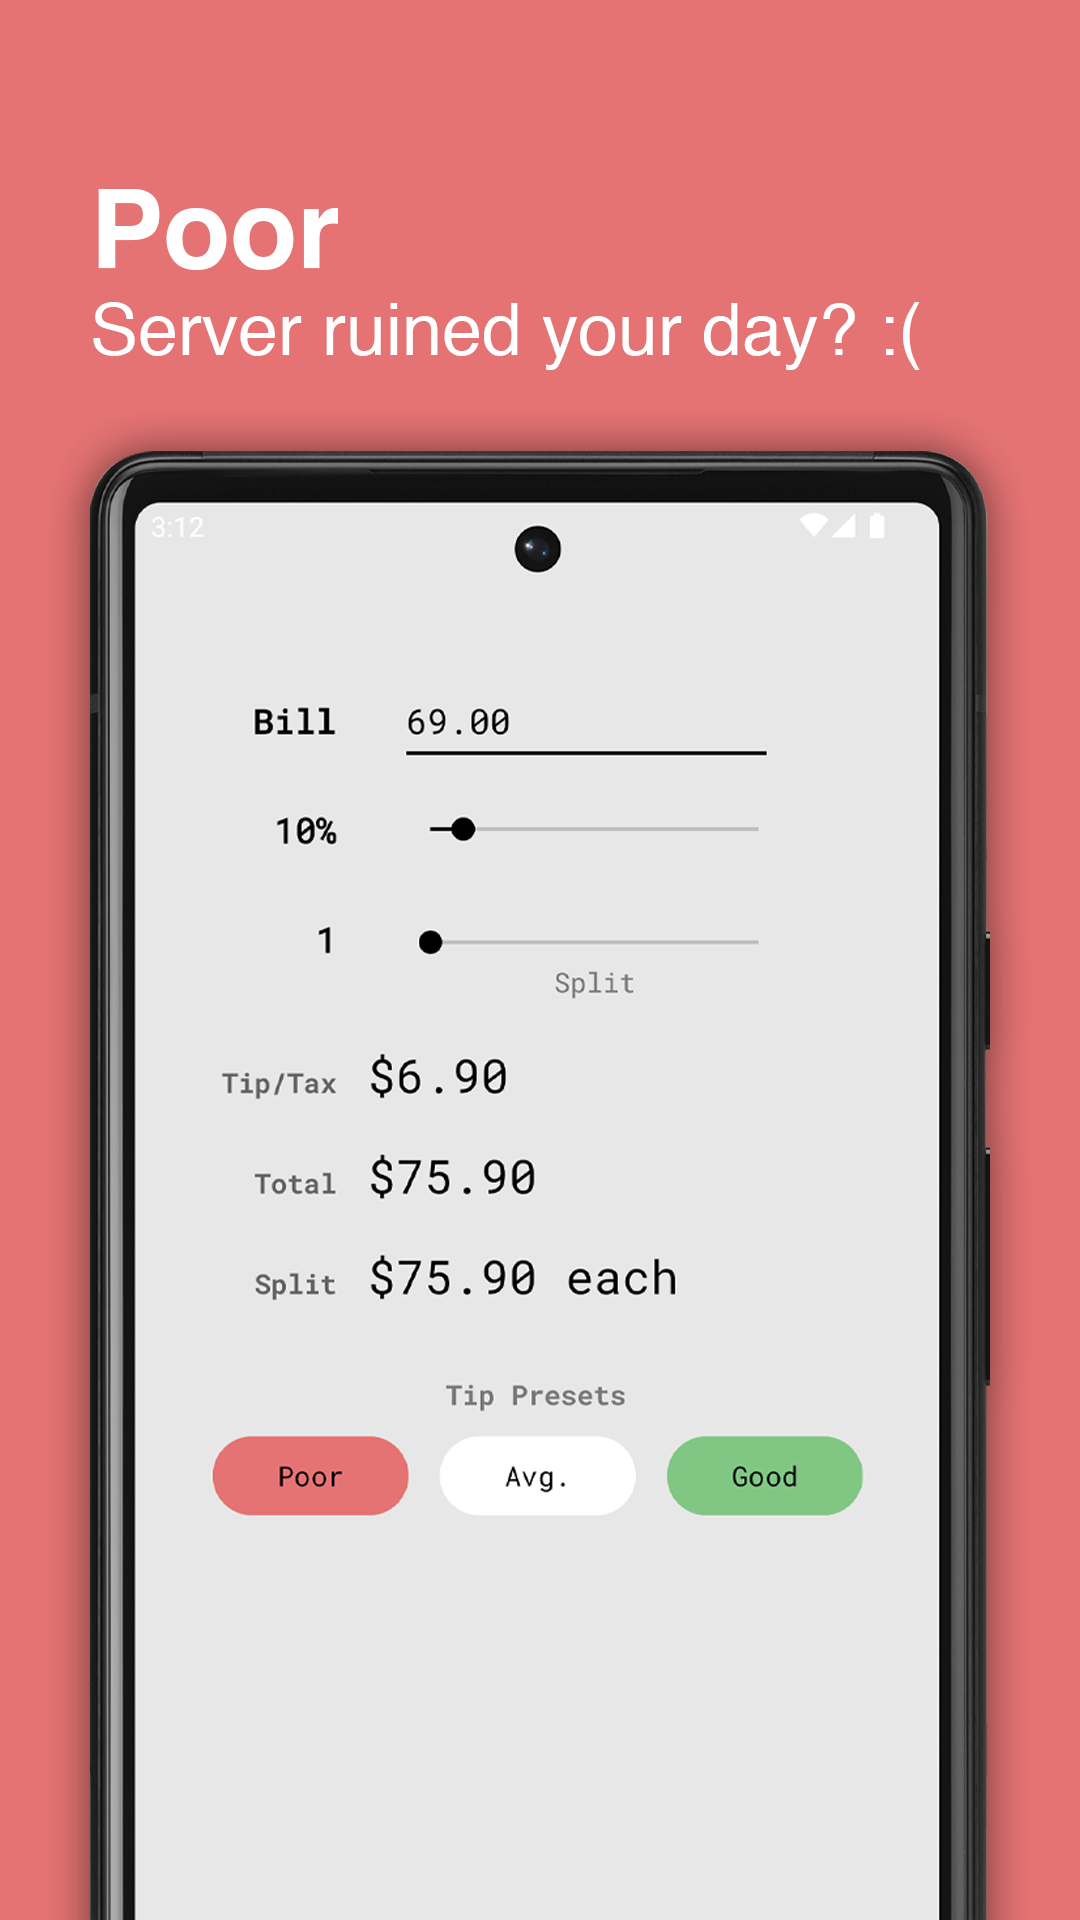 Poor
Server ruined your day? :(
3:12
Bill 69.00
10%
1
Split
Tip/Tax $6.90
Total $75.90
Split $75.90 each
Tip Presets
Poor Avg. Good